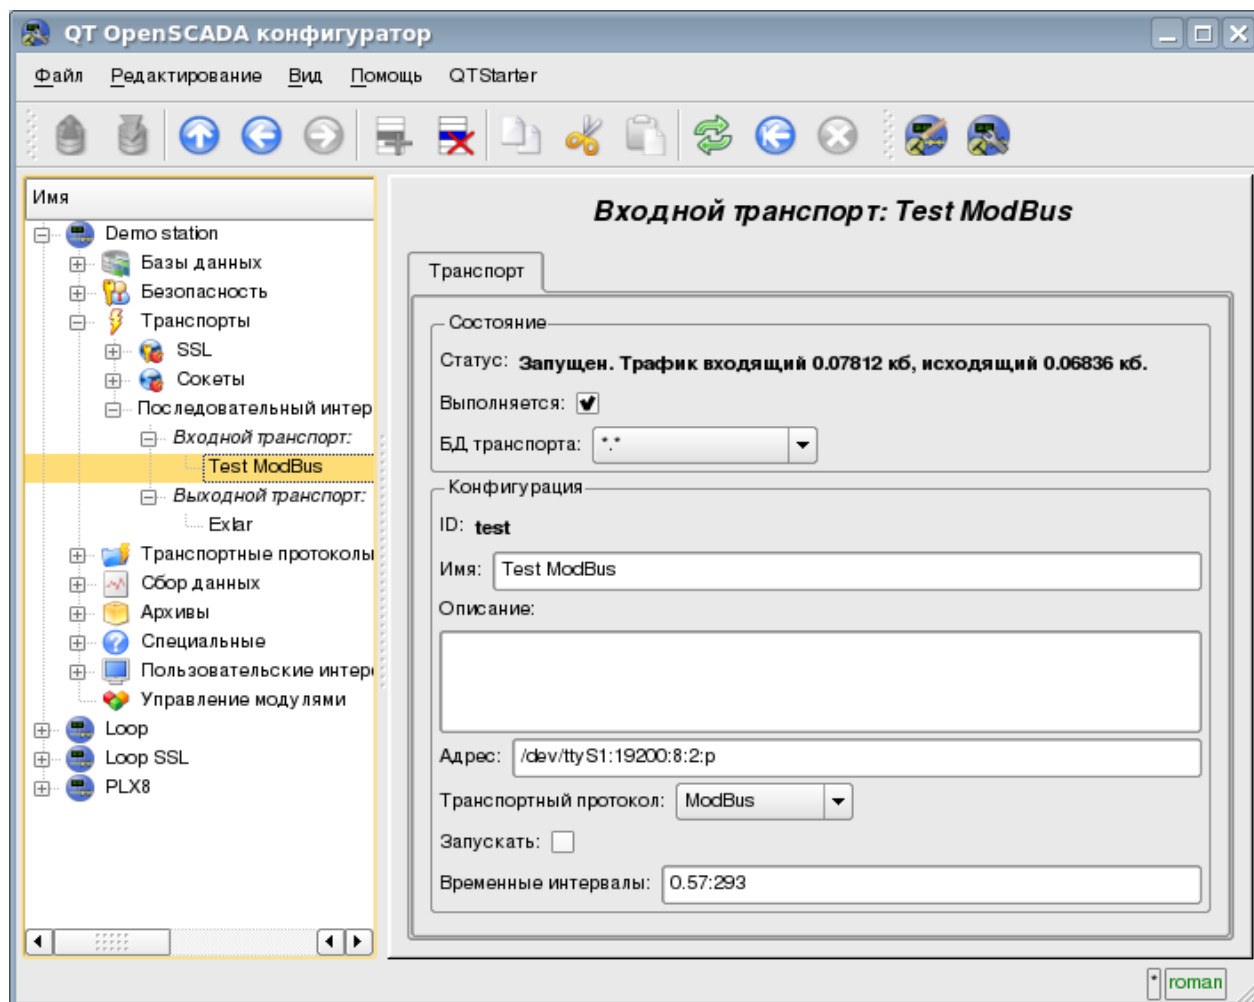 QT OpenSCADA конфигуратор
Файл Редактирование Вид Помощь QTStarter
Имя
Demo station
Базы данных
Безопасность
Транспорты
SSL
Сокеты
Последовательный интер
Входной транспорт:
Test ModBus
Выходной транспорт:
Exlar
Транспортные протоколы
Сбор данных
Архивы
Специальные
Пользовательские интер
Управление модулями
Loop
Loop SSL
PLX8
Входной транспорт: Test ModBus
Транспорт
Состояние
Статус: Запущен. Трафик входящий 0.07812 кб, исходящий 0.06836 кб.
Выполняется:
БД транспорта: *.*
Конфигурация
ID: test
Имя: Test ModBus
Описание:
Адрес: /dev/ttyS1:19200:8:2:p
Транспортный протокол: ModBus
Запускать:
Временные интервалы: 0.57:293
* roman